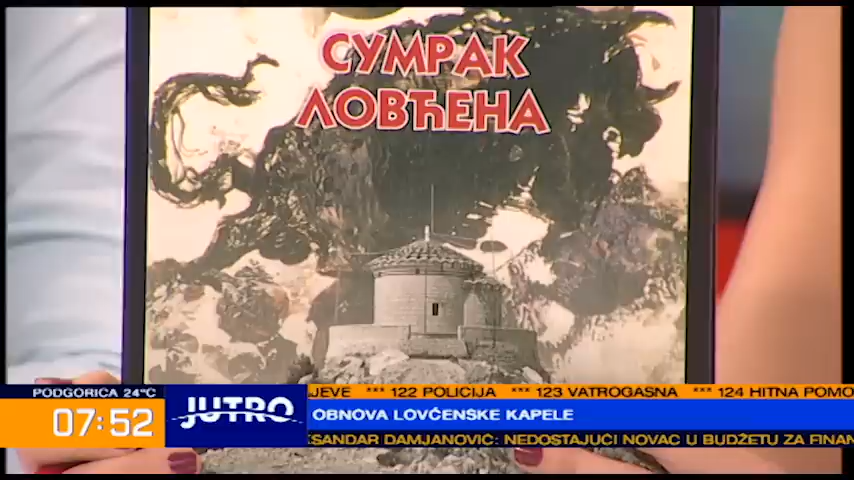 СУМРАК
ЛОВЋЕНА
PODGORICA 24°C
07:52
JUTRO
JEVE *** 122 POLICIJA *** 123 VATROGASNA *** 124 HITNA POMO
OBNOVA LOVĆENSKE KAPELE
KSANDAR DAMJANOVIĆ: NEDOSTAJUĆI NOVAC U BUDŽETU ZA FINAN